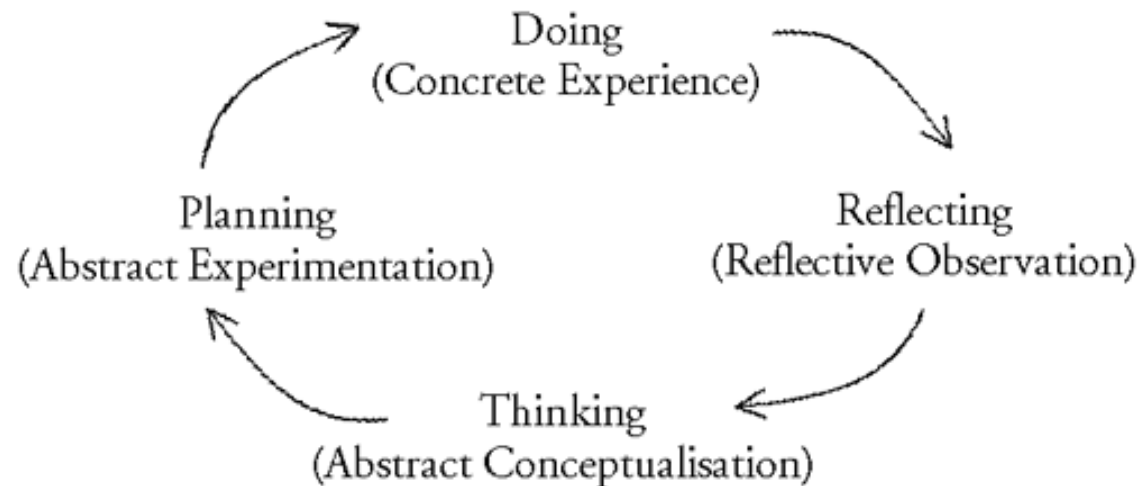 Doing
(Concrete Experience)
Reflecting
(Reflective Observation)
Thinking
(Abstract Conceptualisation)
Planning
(Abstract Experimentation)